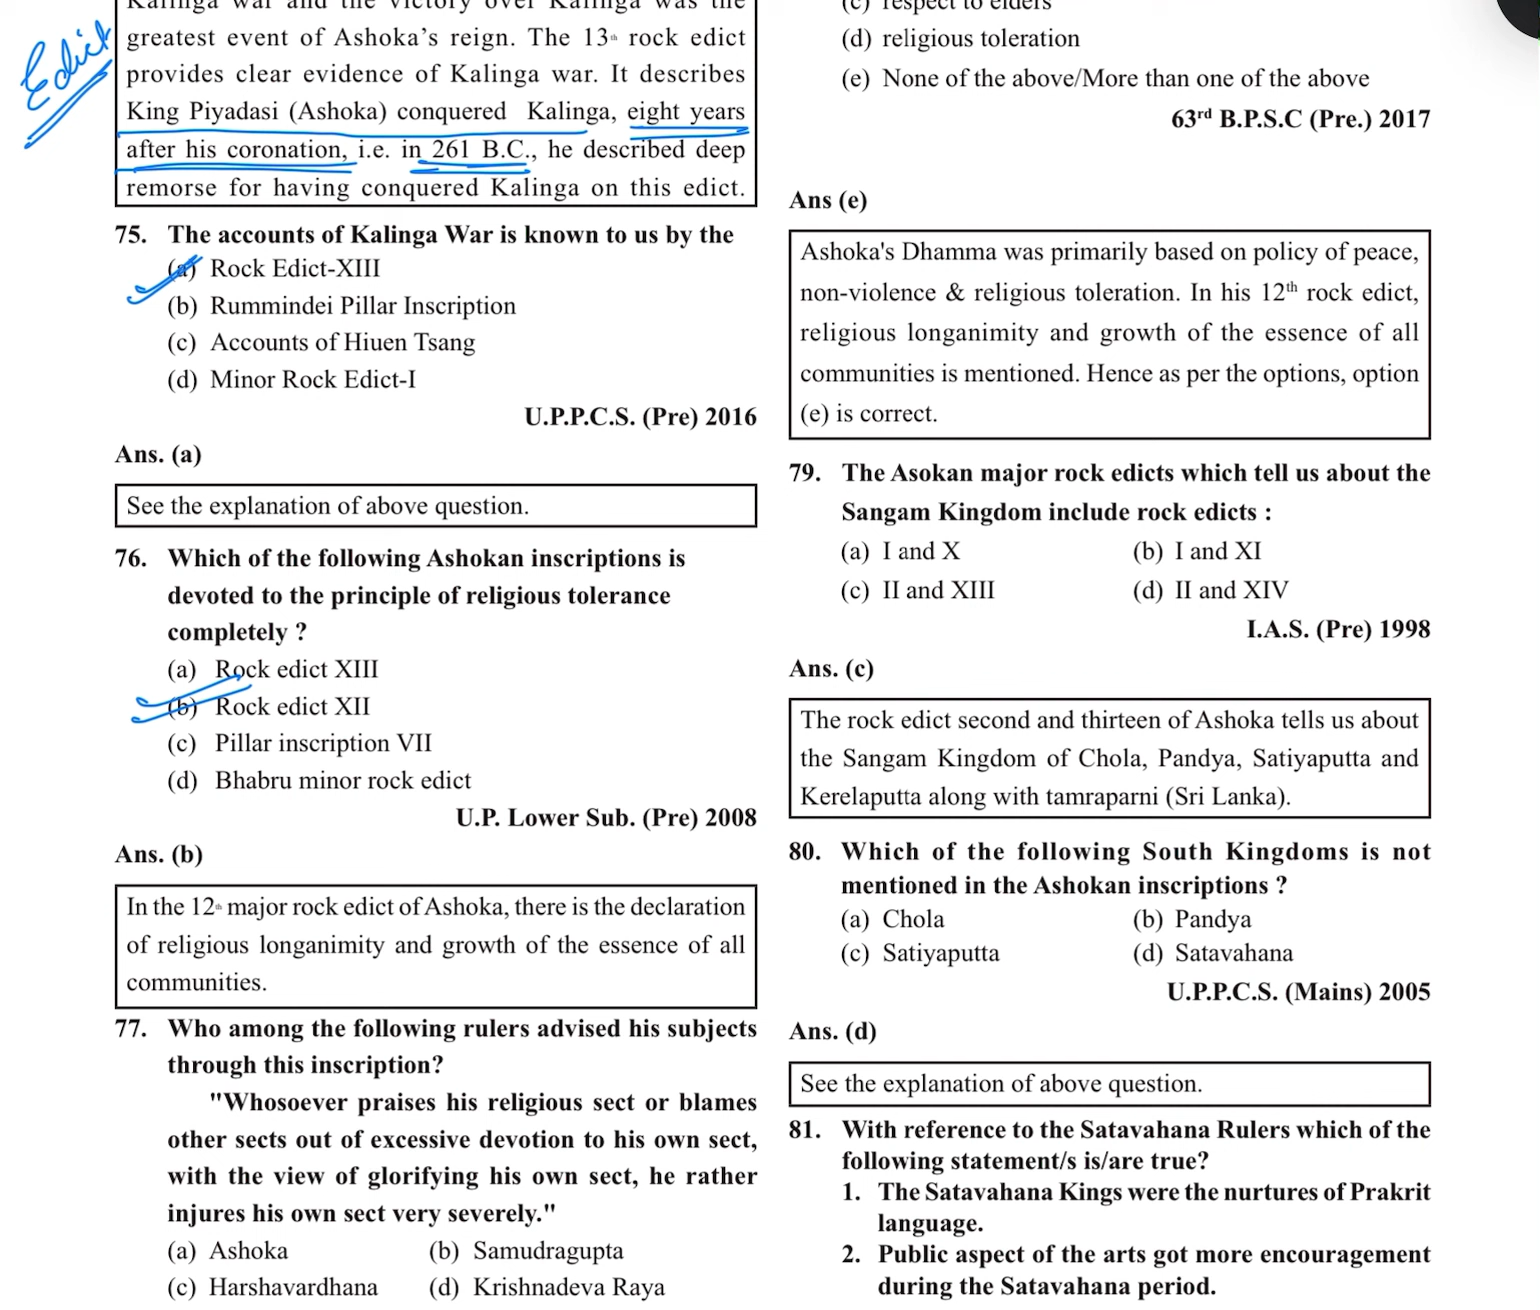 Edict
Kalinga war and the victory over Kalinga was the
greatest event of Ashoka's reign. The 13th rock edict
provides clear evidence of Kalinga war. It describes
King Piyadasi (Ashoka) conquered Kalinga, eight years
after his coronation, i.e. in 261 B.C., he described deep
remorse for having conquered Kalinga on this edict.
75. The accounts of Kalinga War is known to us by the
(a) Rock Edict-XIII
(b) Rummindei Pillar Inscription
(c) Accounts of Hiuen Tsang
(d) Minor Rock Edict-I
U.P.P.C.S. (Pre) 2016
Ans. (a)
See the explanation of above question.
76. Which of the following Ashokan inscriptions is
devoted to the principle of religious tolerance
completely ?
(a) Rock edict XIII
(b) Rock edict XII
(c) Pillar inscription VII
(d) Bhabru minor rock edict
U.P. Lower Sub. (Pre) 2008
Ans. (b)
In the 12th major rock edict of Ashoka, there is the declaration
of religious longanimity and growth of the essence of all
communities.
77. Who among the following rulers advised his subjects
through this inscription?
"Whosoever praises his religious sect or blames
other sects out of excessive devotion to his own sect,
with the view of glorifying his own sect, he rather
injures his own sect very severely."
(a) Ashoka (b) Samudragupta
(c) Harshavardhana (d) Krishnadeva Raya
(c) respect to elders
(d) religious toleration
(e) None of the above/More than one of the above
63rd B.P.S.C (Pre.) 2017
Ans (e)
Ashoka's Dhamma was primarily based on policy of peace,
non-violence & religious toleration. In his 12th rock edict,
religious longanimity and growth of the essence of all
communities is mentioned. Hence as per the options, option
(e) is correct.
79. The Asokan major rock edicts which tell us about the
Sangam Kingdom include rock edicts :
(a) I and X (b) I and XI
(c) II and XIII (d) II and XIV
I.A.S. (Pre) 1998
Ans. (c)
The rock edict second and thirteen of Ashoka tells us about
the Sangam Kingdom of Chola, Pandya, Satiyaputta and
Kerelaputta along with tamraparni (Sri Lanka).
80. Which of the following South Kingdoms is not
mentioned in the Ashokan inscriptions ?
(a) Chola (b) Pandya
(c) Satiyaputta (d) Satavahana
U.P.P.C.S. (Mains) 2005
Ans. (d)
See the explanation of above question.
81. With reference to the Satavahana Rulers which of the
following statement/s is/are true?
1. The Satavahana Kings were the nurtures of Prakrit
language.
2. Public aspect of the arts got more encouragement
during the Satavahana period.